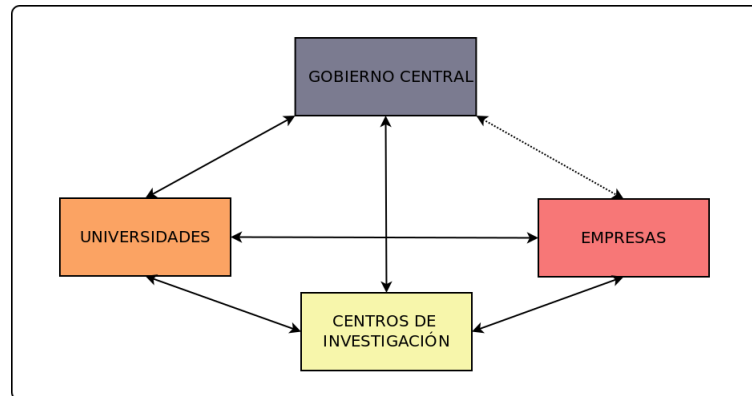 GOBIERNO CENTRAL
UNIVERSIDADES
EMPRESAS
CENTROS DE
INVESTIGACIÓN